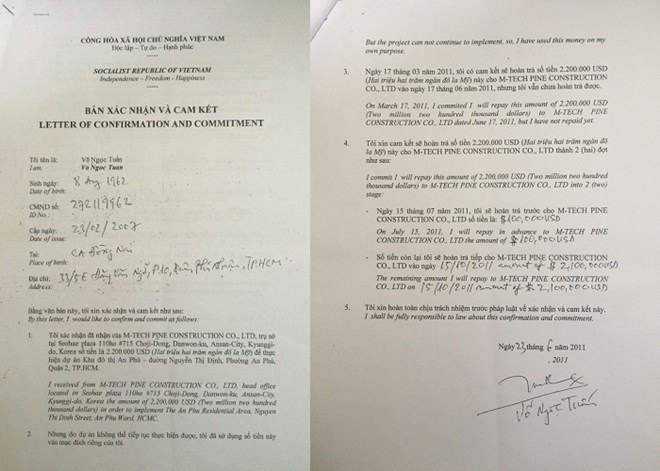 CỘNG HÒA XÃ HỘI CHỦ NGHĨA VIỆT NAM
Độc lập – Tự do – Hạnh phúc
SOCIALIST REPUBLIC OF VIETNAM
Independence – Freedom - Happiness
BẢN XÁC NHẬN VÀ CAM KẾT
LETTER OF CONFIRMATION AND COMMITMENT
Tôi tên là: Võ Ngọc Tuấn
I am: Vo Ngoc Tuan
Sinh ngày: 8 Aug 1962
Date of birth:
CMND số: 272119962
ID No.:
Cấp ngày: 23/02/2007
Date of issue:
Tại: CA Đồng Nai
Place of birth:
Địa chỉ: 33/5E TPHCM
Address:
Bằng văn bản này, tôi xin xác nhận và cam kết như sau:
By this letter, I would like to confirm and commit as follows:
1. Tôi xác nhận đã nhận của M-TECH PINE CONSTRUCTION CO., LTD, trụ sở
tại Seohae plaza 110ho #715 Choji-Dong, Danwon-ku, Ansan-City, Kyunggi-
do, Korea số tiền là 2.200.000 USD (Hai triệu hai trăm ngàn đô la Mỹ) để thực
hiện dự án Khu đô thị An Phú – đường Nguyễn Thị Định, Phường An Phú,
Quận 2, TP.HCM.
I received from M-TECH PINE CONSTRUCTION CO., LTD, head office
located in Seohae plaza 110ho #715 Choji-Dong, Danwon-ku, Ansan-City,
Kyunggi-do, Korea the amount of 2,200,000 USD (Two million two hundred
thousand dollars) in order to implement The An Phu Residential Area, Nguyen
Thi Dinh Street, An Phu Ward, HCMC.
2. Nhưng do dự án không thể tiếp tục thực hiện được, tôi đã sử dụng số tiền này
vào mục đích riêng của tôi.
But the project can not continue to implement, so, I have used this money on my
own purpose.
3. Ngày 17 tháng 03 năm 2011, tôi có cam kết sẽ hoàn trả số tiền 2.200.000 USD
(Hai triệu hai trăm ngàn đô la Mỹ) này cho M-TECH PINE CONSTRUCTION
CO., LTD vào ngày 17 tháng 06 năm 2011, nhưng tôi vẫn chưa hoàn trả được.
On March 17, 2011, I commited I will repay this amount of 2,200,000 USD
(Two million two hundred thousand dollars) to M-TECH PINE
CONSTRUCTION CO., LTD dated June 17, 2011, but I have not repaid yet.
4. Tôi xin cam kết sẽ hoàn trả số tiền 2.200.000 USD (Hai triệu hai trăm ngàn đô la
Mỹ) này cho M-TECH PINE CONSTRUCTION CO., LTD thành 2 (hai) đợt
như sau:
I commit I will repay this amount of 2,200,000 USD (Two million two hundred
thousand dollars) to M-TECH PINE CONSTRUCTION CO., LTD into 2 (two)
stage:
- Ngày 15 tháng 07 năm 2011, tôi sẽ hoàn trả trước cho M-TECH PINE
CONSTRUCTION CO., LTD số tiền là: $100,000USD
On July 15, 2011, I will repay in advance to M-TECH PINE
CONSTRUCTION CO., LTD the amount of $100,000USD
- Số tiền còn lại tôi sẽ hoàn trả tiếp cho M-TECH PINE CONSTRUCTION
CO., LTD vào ngày 15/10/2011 amount of $ 2,100,000USD
The remaining amount I will repay to M-TECH PINE CONSTRUCTION
CO., LTD on 15/10/2011 amount of $ 2,100,000USD
5. Tôi xin hoàn toàn chịu trách nhiệm trước pháp luật về xác nhận và cam kết này.
I shall be fully responsible to law about this confirmation and commitment.
Ngày 23 tháng 6 năm 2011
, 2011
Võ Ngọc Tuấn